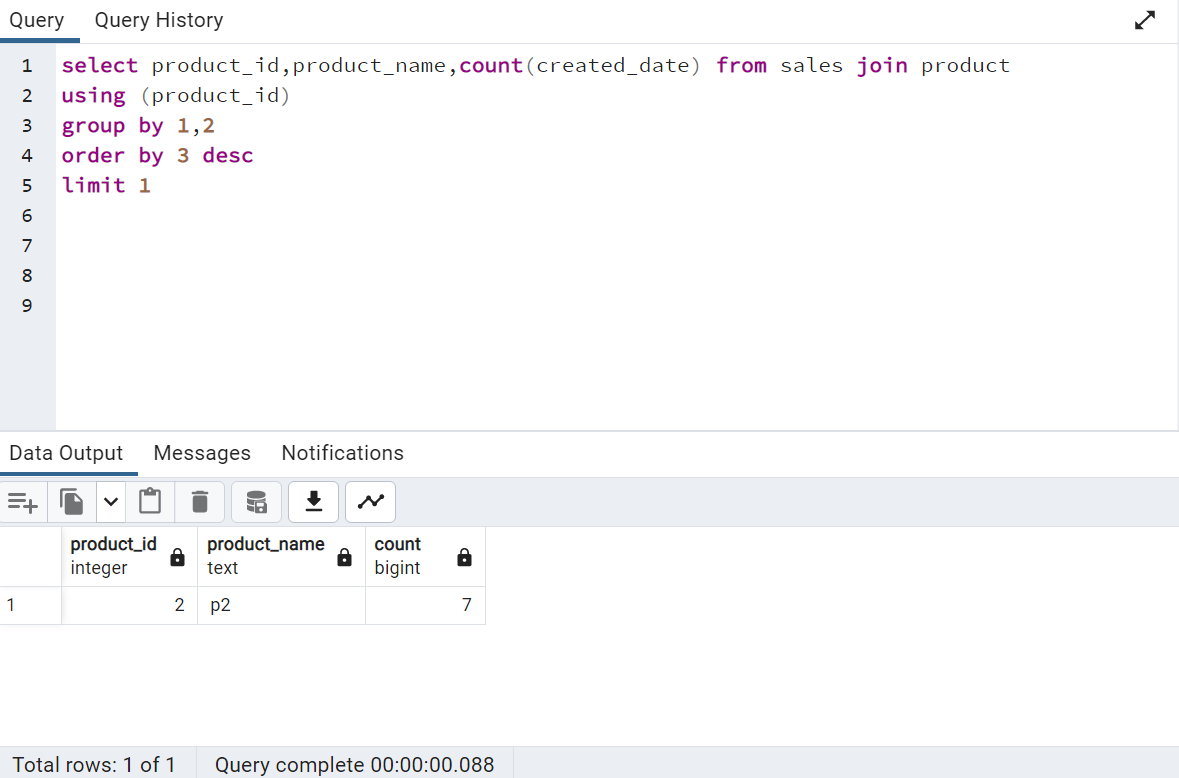 Query Query History
1 select product_id,product_name,count(created_date) from sales join product
2 using (product_id)
3 group by 1,2
4 order by 3 desc
5 limit 1
6
7
8
9
Data Output Messages Notifications
product_id product_name count
integer text bigint
1 2 p2 7
Total rows: 1 of 1 Query complete 00:00:00.088